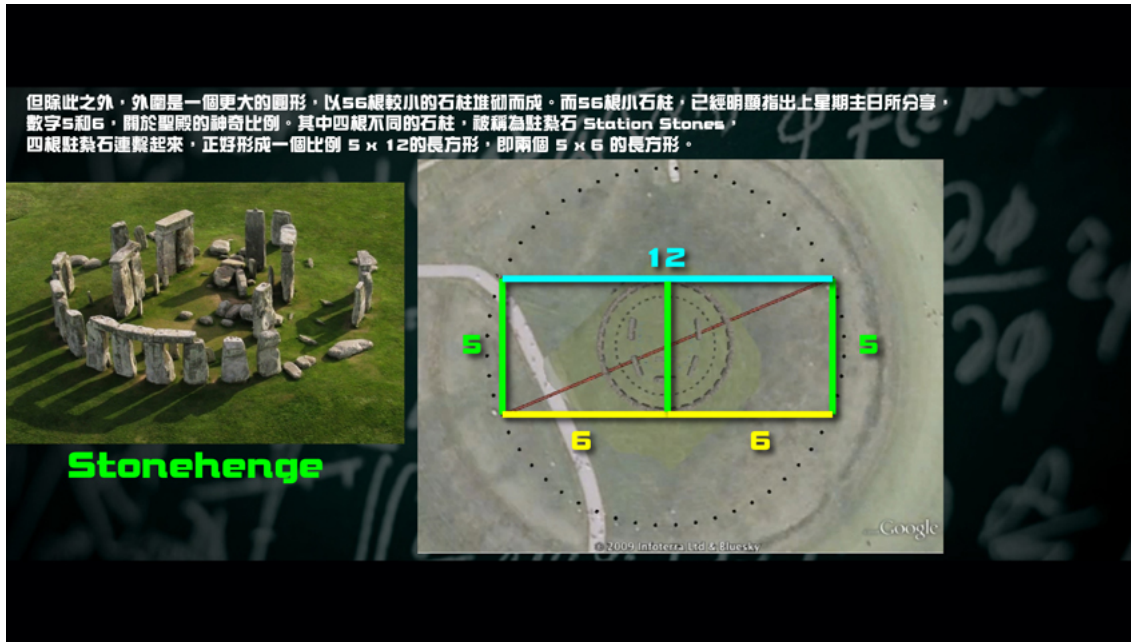 但除此之外，外圍是一個更大的圓形，以56根較小的石柱堆砌而成。而56根小石柱，已經明顯指出上星期主日所分享，
數字5和6，關於聖殿的神奇比例。其中四根不同的石柱，被稱為駐紮石 Station Stones，
四根駐紮石連繫起來，正好形成一個比例 5 x 12的長方形，即兩個 5 x 6 的長方形。
12
5
5
6
6
Stonehenge
Google
© 2009 Infoterra Ltd & Bluesky